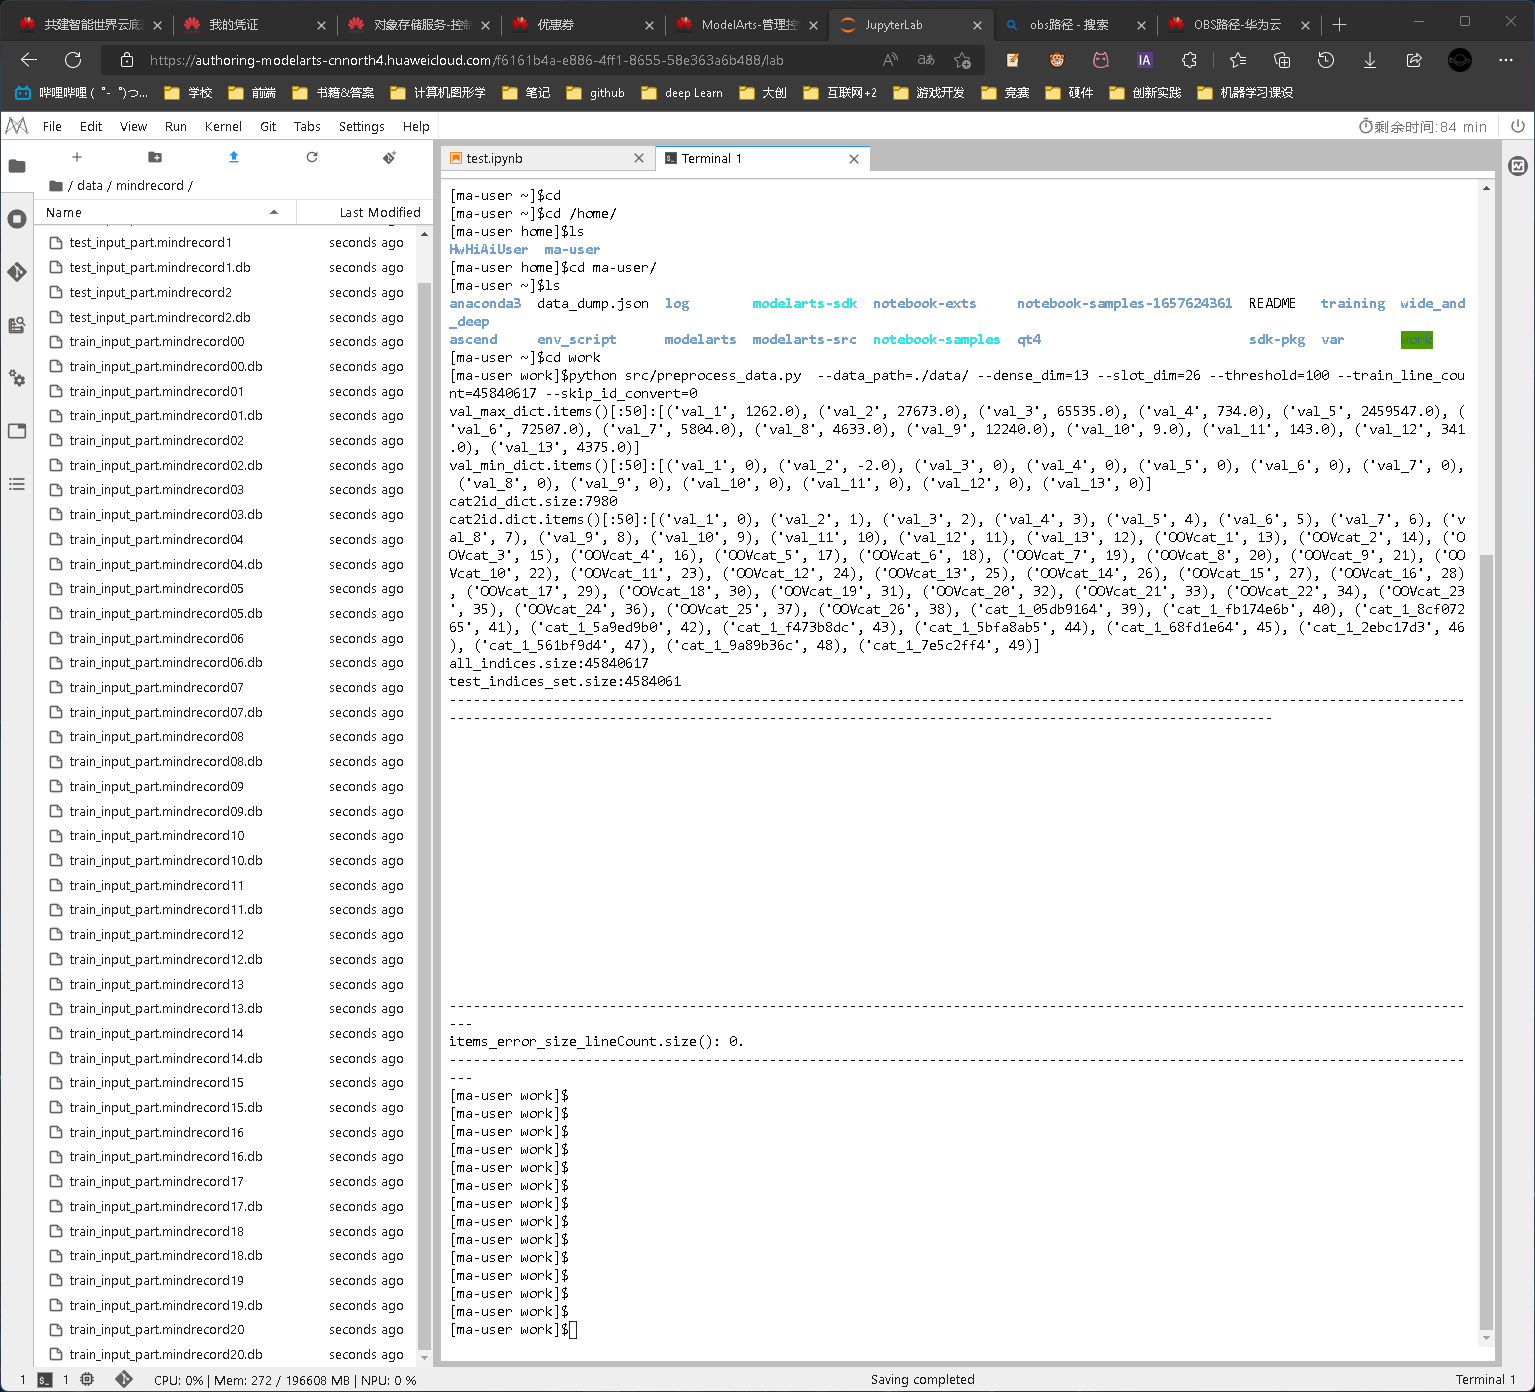 共建智能世界云底
我的凭证
对象存储服务-控制
优惠券
ModelArts-管理控
JupyterLab
obs路径 - 搜索
OBS路径-华为云
https://authoring-modelarts-cnnorth4.huaweicloud.com/f6161b4a-e886-4ff1-8655-58e363a6b488/lab
哔哩哔哩 ( ゜- ゜)つ...
学校
前端
书籍&答案
计算机图形学
笔记
github
deep Learn
大创
互联网+2
游戏开发
竞赛
硬件
创新实践
机器学习课设
File Edit View Run Kernel Git Tabs Settings Help
剩余时间:84 min
/ data / mindrecord /
Name Last Modified
test_input_part.mindrecord1 seconds ago
test_input_part.mindrecord1.db seconds ago
test_input_part.mindrecord2 seconds ago
test_input_part.mindrecord2.db seconds ago
train_input_part.mindrecord00 seconds ago
train_input_part.mindrecord00.db seconds ago
train_input_part.mindrecord01 seconds ago
train_input_part.mindrecord01.db seconds ago
train_input_part.mindrecord02 seconds ago
train_input_part.mindrecord02.db seconds ago
train_input_part.mindrecord03 seconds ago
train_input_part.mindrecord03.db seconds ago
train_input_part.mindrecord04 seconds ago
train_input_part.mindrecord04.db seconds ago
train_input_part.mindrecord05 seconds ago
train_input_part.mindrecord05.db seconds ago
train_input_part.mindrecord06 seconds ago
train_input_part.mindrecord06.db seconds ago
train_input_part.mindrecord07 seconds ago
train_input_part.mindrecord07.db seconds ago
train_input_part.mindrecord08 seconds ago
train_input_part.mindrecord08.db seconds ago
train_input_part.mindrecord09 seconds ago
train_input_part.mindrecord09.db seconds ago
train_input_part.mindrecord10 seconds ago
train_input_part.mindrecord10.db seconds ago
train_input_part.mindrecord11 seconds ago
train_input_part.mindrecord11.db seconds ago
train_input_part.mindrecord12 seconds ago
train_input_part.mindrecord12.db seconds ago
train_input_part.mindrecord13 seconds ago
train_input_part.mindrecord13.db seconds ago
train_input_part.mindrecord14 seconds ago
train_input_part.mindrecord14.db seconds ago
train_input_part.mindrecord15 seconds ago
train_input_part.mindrecord15.db seconds ago
train_input_part.mindrecord16 seconds ago
train_input_part.mindrecord16.db seconds ago
train_input_part.mindrecord17 seconds ago
train_input_part.mindrecord17.db seconds ago
train_input_part.mindrecord18 seconds ago
train_input_part.mindrecord18.db seconds ago
train_input_part.mindrecord19 seconds ago
train_input_part.mindrecord19.db seconds ago
train_input_part.mindrecord20 seconds ago
train_input_part.mindrecord20.db seconds ago
test.ipynb
Terminal 1
[ma-user ~]$cd
[ma-user ~]$cd /home/
[ma-user home]$ls
HwHiAiUser ma-user
[ma-user home]$cd ma-user/
[ma-user ~]$ls
anaconda3 data_dump.json log modelarts-sdk notebook-exts notebook-samples-1657624361 README training wide_and
_deep
ascend env_script modelarts modelarts-src notebook-samples qt4 sdk-pkg var work
[ma-user ~]$cd work
[ma-user work]$python src/preprocess_data.py --data_path=./data/ --dense_dim=13 --slot_dim=26 --threshold=100 --train_line_cou
nt=45840617 --skip_id_convert=0
val_max_dict.items()[:50]:[('val_1', 1262.0), ('val_2', 27673.0), ('val_3', 65535.0), ('val_4', 734.0), ('val_5', 2459547.0), (
'val_6', 72507.0), ('val_7', 5804.0), ('val_8', 4633.0), ('val_9', 12240.0), ('val_10', 9.0), ('val_11', 143.0), ('val_12', 341
.0), ('val_13', 4375.0)]
val_min_dict.items()[:50]:[('val_1', 0), ('val_2', -2.0), ('val_3', 0), ('val_4', 0), ('val_5', 0), ('val_6', 0), ('val_7', 0),
('val_8', 0), ('val_9', 0), ('val_10', 0), ('val_11', 0), ('val_12', 0), ('val_13', 0)]
cat2id_dict.size:7980
cat2id.dict.items()[:50]:[('val_1', 0), ('val_2', 1), ('val_3', 2), ('val_4', 3), ('val_5', 4), ('val_6', 5), ('val_7', 6), ('v
al_8', 7), ('val_9', 8), ('val_10', 9), ('val_11', 10), ('val_12', 11), ('val_13', 12), ('OOVcat_1', 13), ('OOVcat_2', 14), ('O
OVcat_3', 15), ('OOVcat_4', 16), ('OOVcat_5', 17), ('OOVcat_6', 18), ('OOVcat_7', 19), ('OOVcat_8', 20), ('OOVcat_9', 21), ('OO
Vcat_10', 22), ('OOVcat_11', 23), ('OOVcat_12', 24), ('OOVcat_13', 25), ('OOVcat_14', 26), ('OOVcat_15', 27), ('OOVcat_16', 28)
, ('OOVcat_17', 29), ('OOVcat_18', 30), ('OOVcat_19', 31), ('OOVcat_20', 32), ('OOVcat_21', 33), ('OOVcat_22', 34), ('OOVcat_23
', 35), ('OOVcat_24', 36), ('OOVcat_25', 37), ('OOVcat_26', 38), ('cat_1_05db9164', 39), ('cat_1_fb174e6b', 40), ('cat_1_8cf072
65', 41), ('cat_1_5a9ed9b0', 42), ('cat_1_f473b8dc', 43), ('cat_1_5bfa8ab5', 44), ('cat_1_68fd1e64', 45), ('cat_1_2ebc17d3', 46
), ('cat_1_561bf9d4', 47), ('cat_1_9a89b36c', 48), ('cat_1_7e5c2ff4', 49)]
all_indices.size:45840617
test_indices_set.size:4584061
-------------------------------------------------------------------------------------------------------------------------------
-------------------------------------------------------------------------------------------------------
-------------------------------------------------------------------------------------------------------------------------------
---
items_error_size_lineCount.size(): 0.
-------------------------------------------------------------------------------------------------------------------------------
---
[ma-user work]$
[ma-user work]$
[ma-user work]$
[ma-user work]$
[ma-user work]$
[ma-user work]$
[ma-user work]$
[ma-user work]$
[ma-user work]$
[ma-user work]$
[ma-user work]$
[ma-user work]$
[ma-user work]$
[ma-user work]$
1 1 CPU: 0% | Mem: 272 / 196608 MB | NPU: 0 % Saving completed Terminal 1